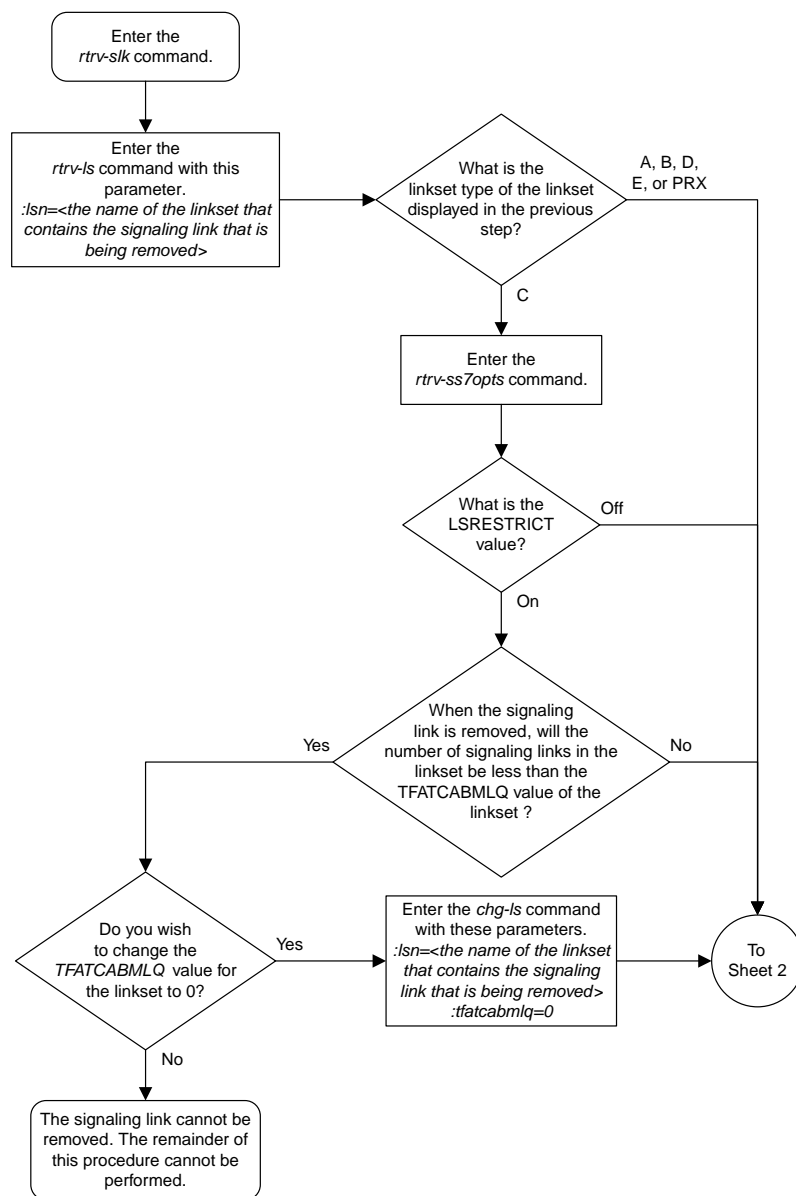 Enter the
rtrv-slk command.
Enter the
rtrv-ls command with this
parameter.
:lsn=<the name of the linkset that
contains the signaling link that is
being removed>
What is the
linkset type of the linkset
displayed in the previous
step?
A, B, D,
E, or PRX
C
Enter the
rtrv-ss7opts command.
What is the
LSRESTRICT
value?
Off
On
When the signaling
link is removed, will the
number of signaling links in the
linkset be less than the
TFATCABMLQ value of the
linkset ?
Yes
No
Do you wish
to change the
TFATCABMLQ value for
the linkset to 0?
Yes
Enter the chg-ls command
with these parameters.
:lsn=<the name of the linkset
that contains the signaling
link that is being removed>
:tfatcabmlq=0
To
Sheet 2
No
The signaling link cannot be
removed. The remainder of
this procedure cannot be
performed.